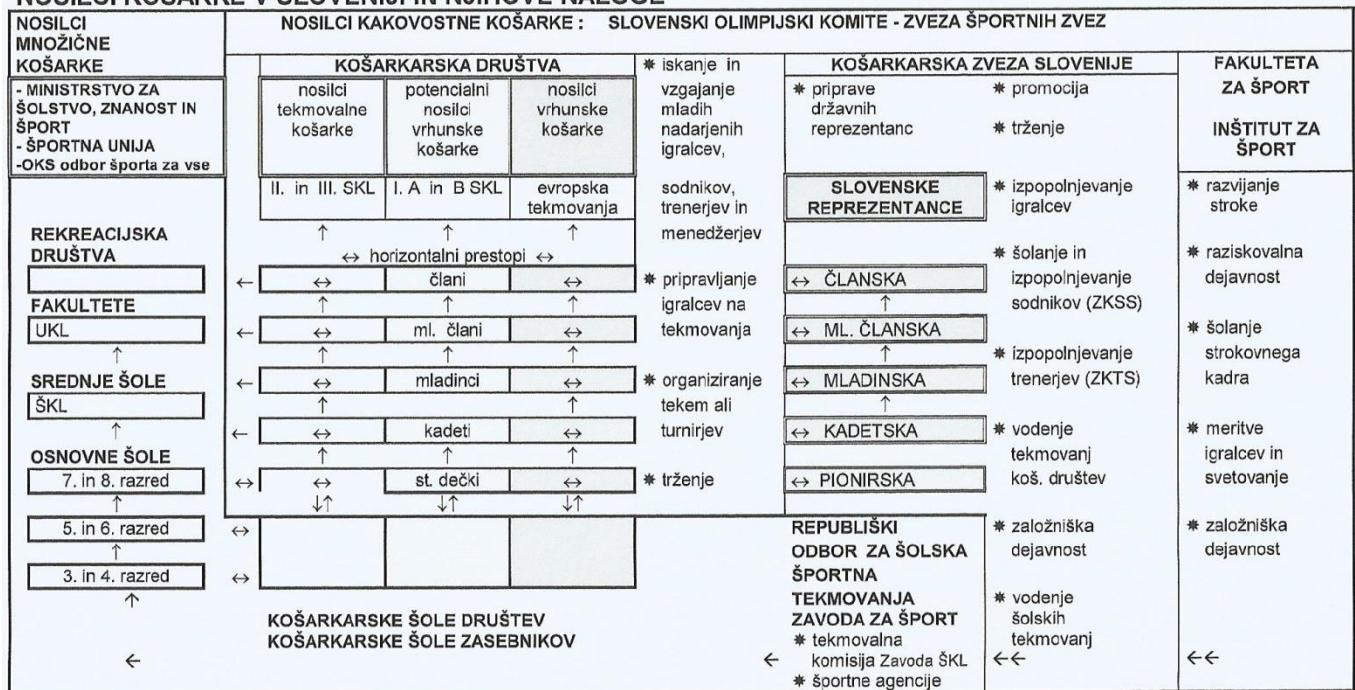 NOSILCI KOŠARKE V SLOVENIJI IN NJIHOVE NALOGE
NOSILCI
MNOŽIČNE
KOŠARKE
- MINISTRSTVO ZA
ŠOLSTVO, ZNANOST IN
ŠPORT
- ŠPORTNA UNIJA
-OKS odbor športa za vse
REKREACIJSKA
DRUŠTVA
FAKULTETE
UKL
↑
SREDNJE ŠOLE
ŠKL
↑
OSNOVNE ŠOLE
7. in 8. razred
↑
5. in 6. razred
↑
3. in 4. razred
↑
←
NOSILCI KAKOVOSTNE KOŠARKE : SLOVENSKI OLIMPIJSKI KOMITE - ZVEZA ŠPORTNIH ZVEZ
KOŠARKARSKA DRUŠTVA
nosilci
tekmovalne
košarke
potencialni
nosilci
vrhunske
košarke
nosilci
vrhunske
košarke
II. in III. SKL
I. A in B SKL
evropska
tekmovanja
↑ ↑ ↑
↔ horizontalni prestopi ↔
← ↔ člani ↔
↑ ↑ ↑
← ↔ ml. člani ↔
↑ ↑ ↑
← ↔ mladinci ↔
↑ ↑
← ↔ kadeti ↔
↑ ↑ ↑
↔ ↔ st. dečki ↔
↓↑ ↓↑ ↓↑
↔
↔
KOŠARKARSKE ŠOLE DRUŠTEV
KOŠARKARSKE ŠOLE ZASEBNIKOV
✵ iskanje in
vzgajanje
mladih
nadarjenih
igralcev,
sodnikov,
trenerjev in
menedžerjev
✵ pripravljanje
igralcev na
tekmovanja
✵ organiziranje
tekem ali
turnirjev
✵ trženje
←
KOŠARKARSKA ZVEZA SLOVENIJE
✵ priprave
državnih
reprezentanc
SLOVENSKE
REPREZENTANCE
↔ ČLANSKA
↑
↔ ML. ČLANSKA
↑
↔ MLADINSKA
↑
↔ KADETSKA
↔ PIONIRSKA
REPUBLIŠKI
ODBOR ZA ŠOLSKA
ŠPORTNA
TEKMOVANJA
ZAVODA ZA ŠPORT
✵ tekmovalna
komisija Zavoda ŠKL
✵ športne agencije
✵ promocija
✵ trženje
✵ izpopolnjevanje
igralcev
✵ šolanje in
izpopolnjevanje
sodnikov (ZKSS)
✵ izpopolnjevanje
trenerjev (ZKTS)
✵ vodenje
tekmovanj
koš. društev
✵ založniška
dejavnost
✵ vodenje
šolskih
tekmovanj
←←
FAKULTETA
ZA ŠPORT
INŠTITUT ZA
ŠPORT
✵ razvijanje
stroke
✵ raziskovalna
dejavnost
✵ šolanje
strokovnega
kadra
✵ meritve
igralcev in
svetovanje
✵ založniška
dejavnost
←←